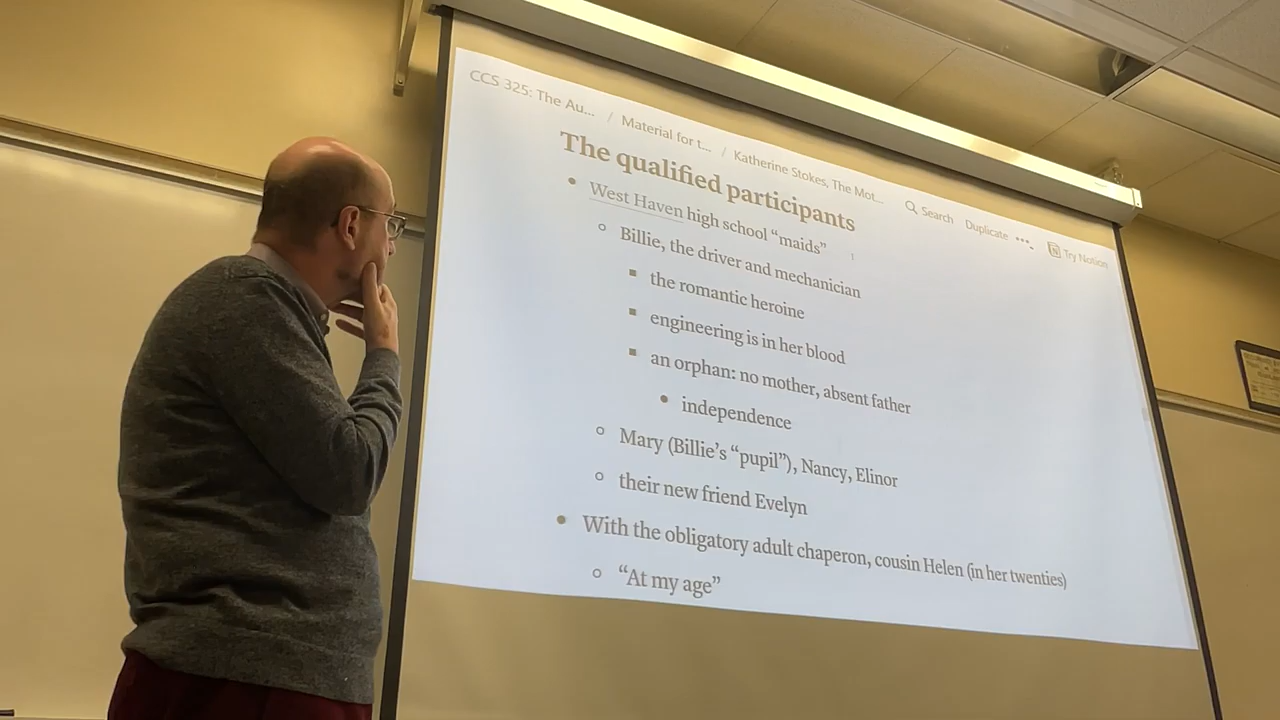 CCS 325: The Au... / Material for t... / Katherine Stokes, The Mot... Search Duplicate ••• Try Notion
The qualified participants
• West Haven high school “maids”
○ Billie, the driver and mechanician
▪ the romantic heroine
▪ engineering is in her blood
▪ an orphan: no mother, absent father
• independence
○ Mary (Billie’s “pupil”), Nancy, Elinor
○ their new friend Evelyn
• With the obligatory adult chaperon, cousin Helen (in her twenties)
○ “At my age”